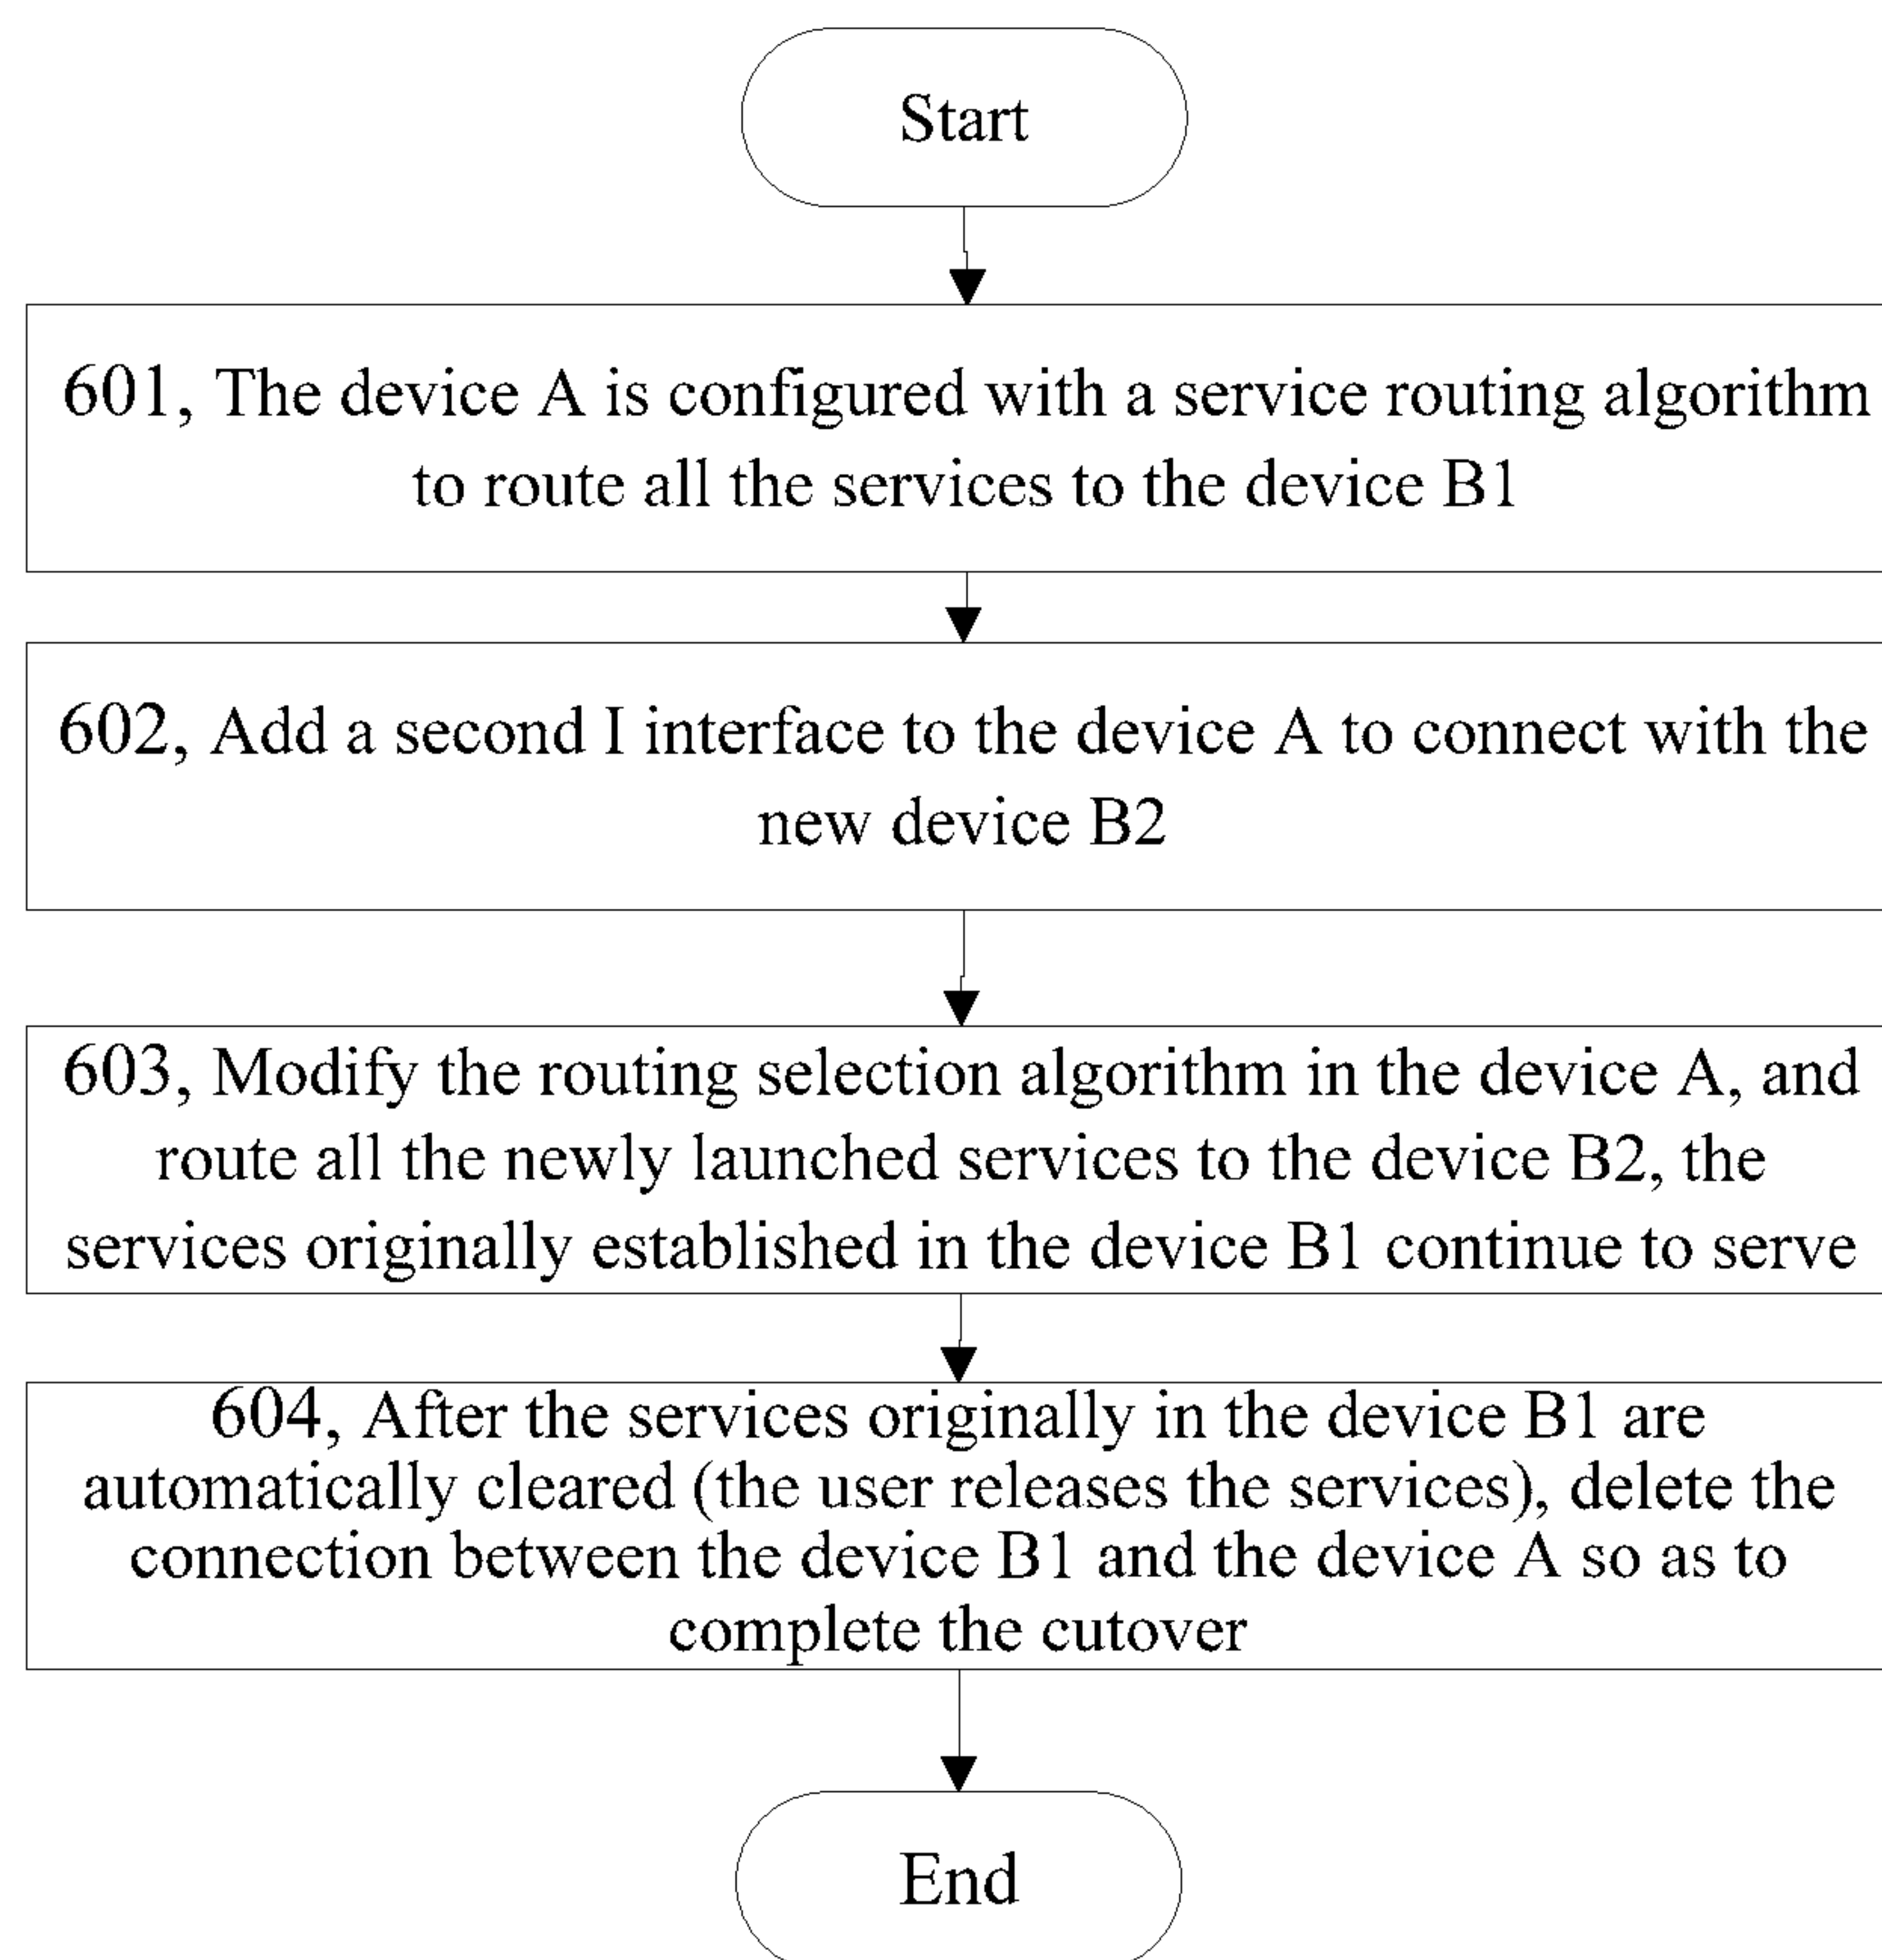 Start
601, The device A is configured with a service routing algorithm
to route all the services to the device B1
602, Add a second I interface to the device A to connect with the
new device B2
603, Modify the routing selection algorithm in the device A, and
route all the newly launched services to the device B2, the
services originally established in the device B1 continue to serve
604, After the services originally in the device B1 are
automatically cleared (the user releases the services), delete the
connection between the device B1 and the device A so as to
complete the cutover
End